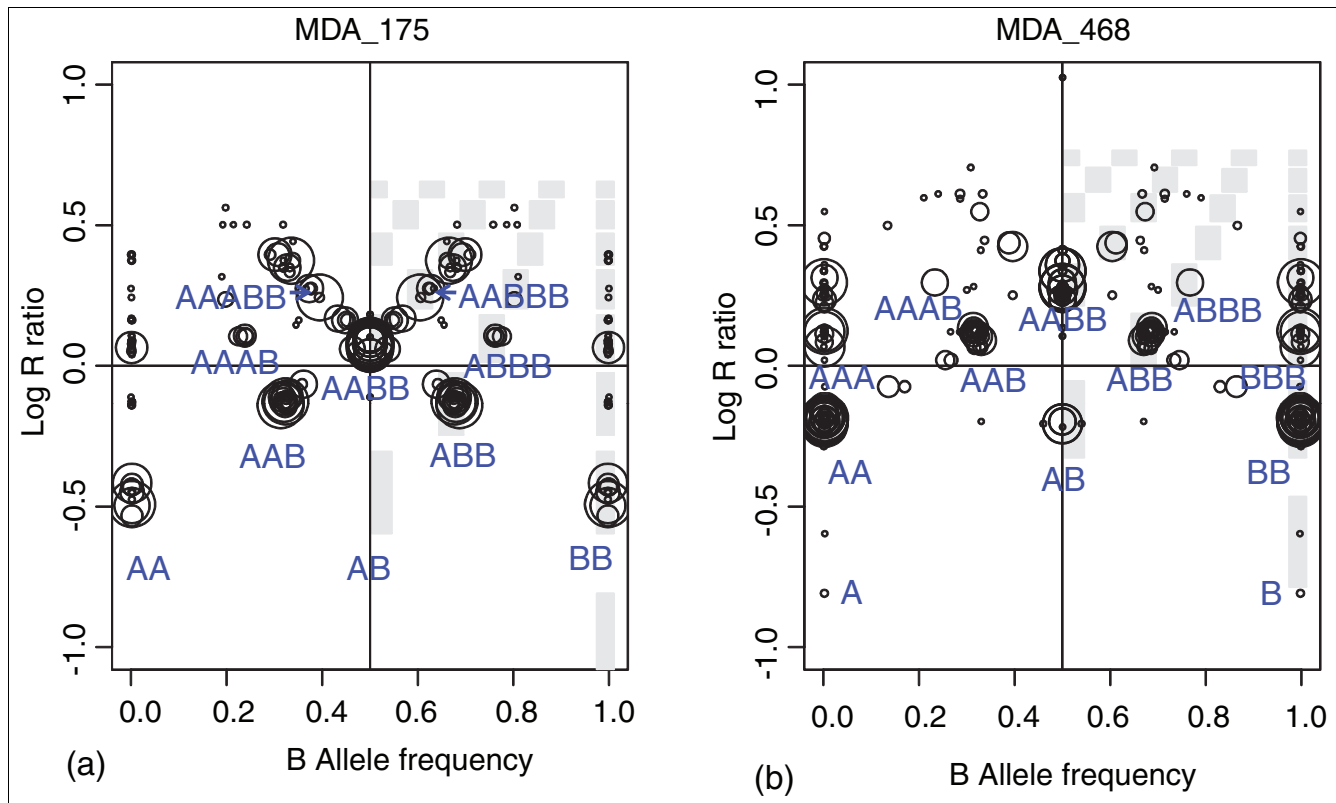 MDA_175
1.0
0.5
0.0
-0.5
-1.0
Log R ratio
AAABB
AABBB
AAAB
AABB
ABBB
AAB
ABB
AA
AB
BB
0.0 0.2 0.4 0.6 0.8 1.0
B Allele frequency
(a)
MDA_468
1.0
0.5
0.0
-0.5
-1.0
Log R ratio
AAAB
AABB
ABBB
AAA
AAB
ABB
BBB
AA
AB
BB
A
B
0.0 0.2 0.4 0.6 0.8 1.0
B Allele frequency
(b)